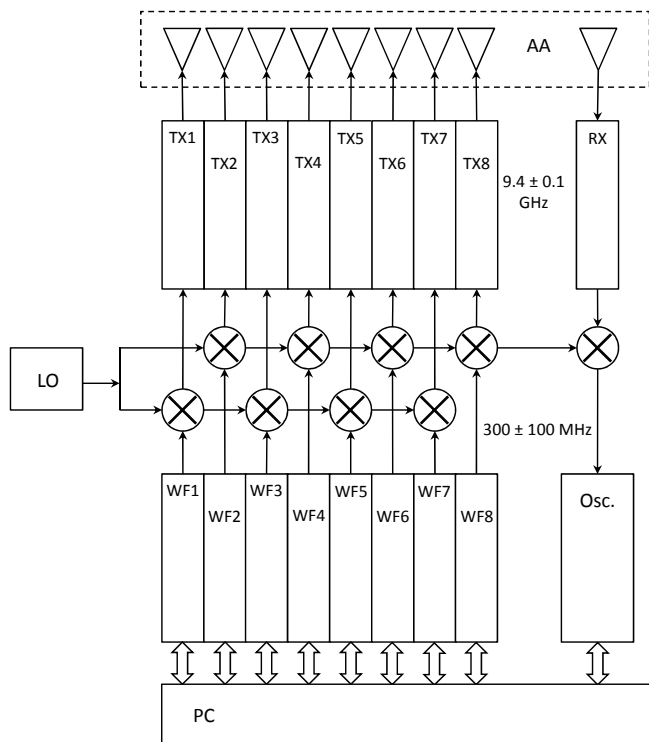 AA
TX1
TX2
TX3
TX4
TX5
TX6
TX7
TX8
RX
9.4 ± 0.1
GHz
LO
300 ± 100 MHz
WF1
WF2
WF3
WF4
WF5
WF6
WF7
WF8
Osc.
PC